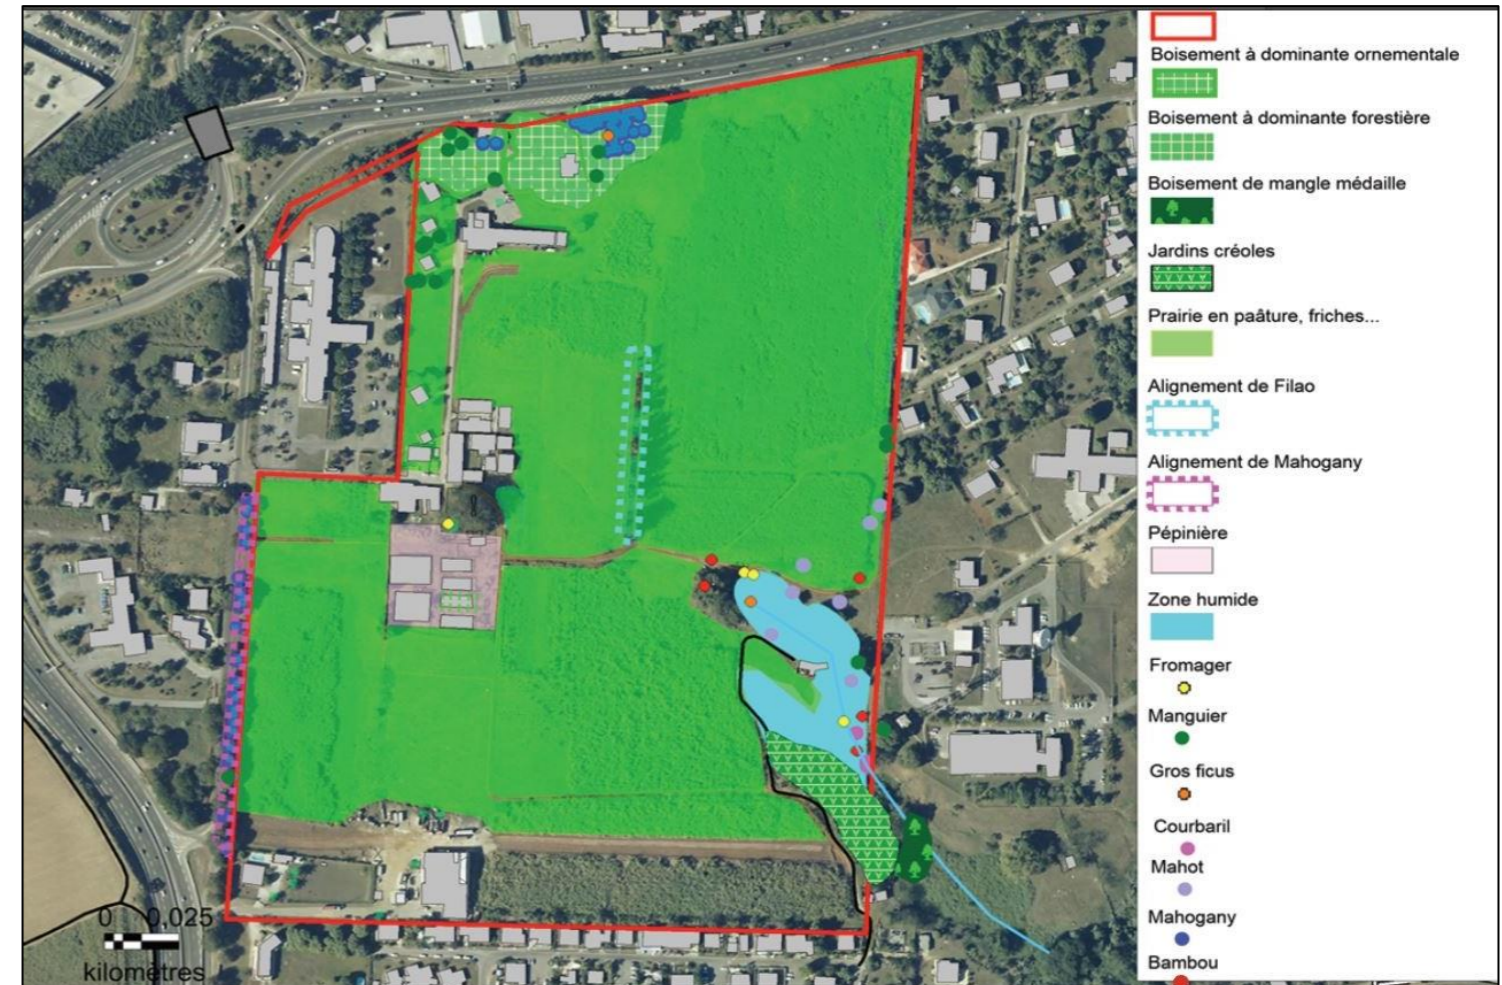 Boisement à dominante ornementale
Boisement à dominante forestière
Boisement de mangle médaille
Jardins créoles
Prairie en paâture, friches...
Alignement de Filao
Alignement de Mahogany
Pépinière
Zone humide
Fromager
Manguier
Gros ficus
Courbaril
Mahot
Mahogany
Bambou
0 0,025
kilomètres